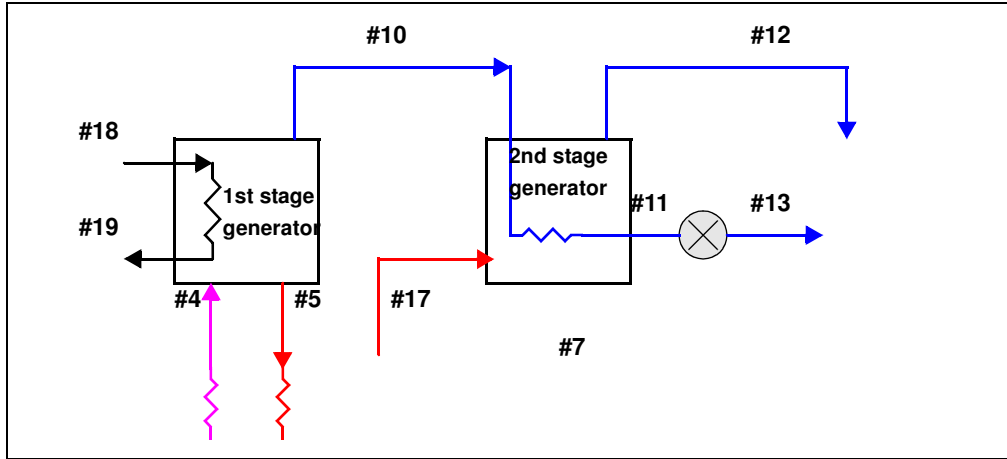 #10
#12
#18
2nd stage
generator
1st stage
generator
#11
#13
#19
#4
#5
#17
#7